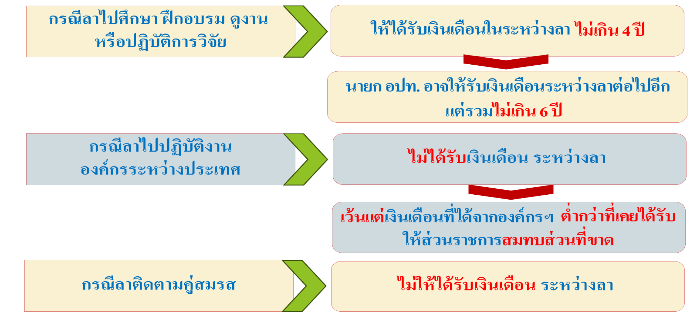 กรณีลาไปศึกษา ฝึกอบรม ดูงาน
หรือปฏิบัติการวิจัย
ให้ได้รับเงินเดือนในระหว่างลา ไม่เกิน 4 ปี
นายก อปท. อาจให้รับเงินเดือนระหว่างลาต่อไปอีก
แต่รวมไม่เกิน 6 ปี
กรณีลาไปปฏิบัติงาน
องค์กรระหว่างประเทศ
ไม่ได้รับเงินเดือน ระหว่างลา
เว้นแต่เงินเดือนที่ได้จากองค์กรฯ ต่ำกว่าที่เคยได้รับ
ให้ส่วนราชการสมทบส่วนที่ขาด
กรณีลาติดตามคู่สมรส
ไม่ให้ได้รับเงินเดือน ระหว่างลา